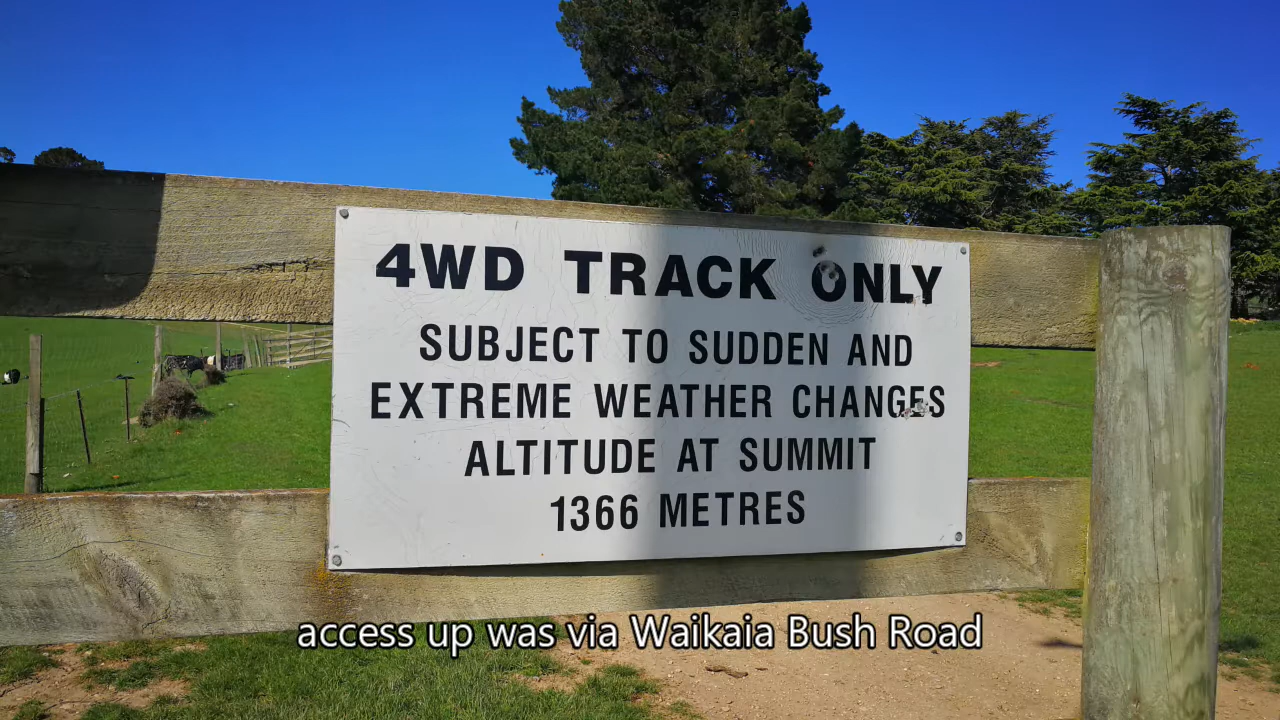 4WD TRACK ONLY
SUBJECT TO SUDDEN AND
EXTREME WEATHER CHANGES
ALTITUDE AT SUMMIT
1366 METRES
access up was via Waikaia Bush Road